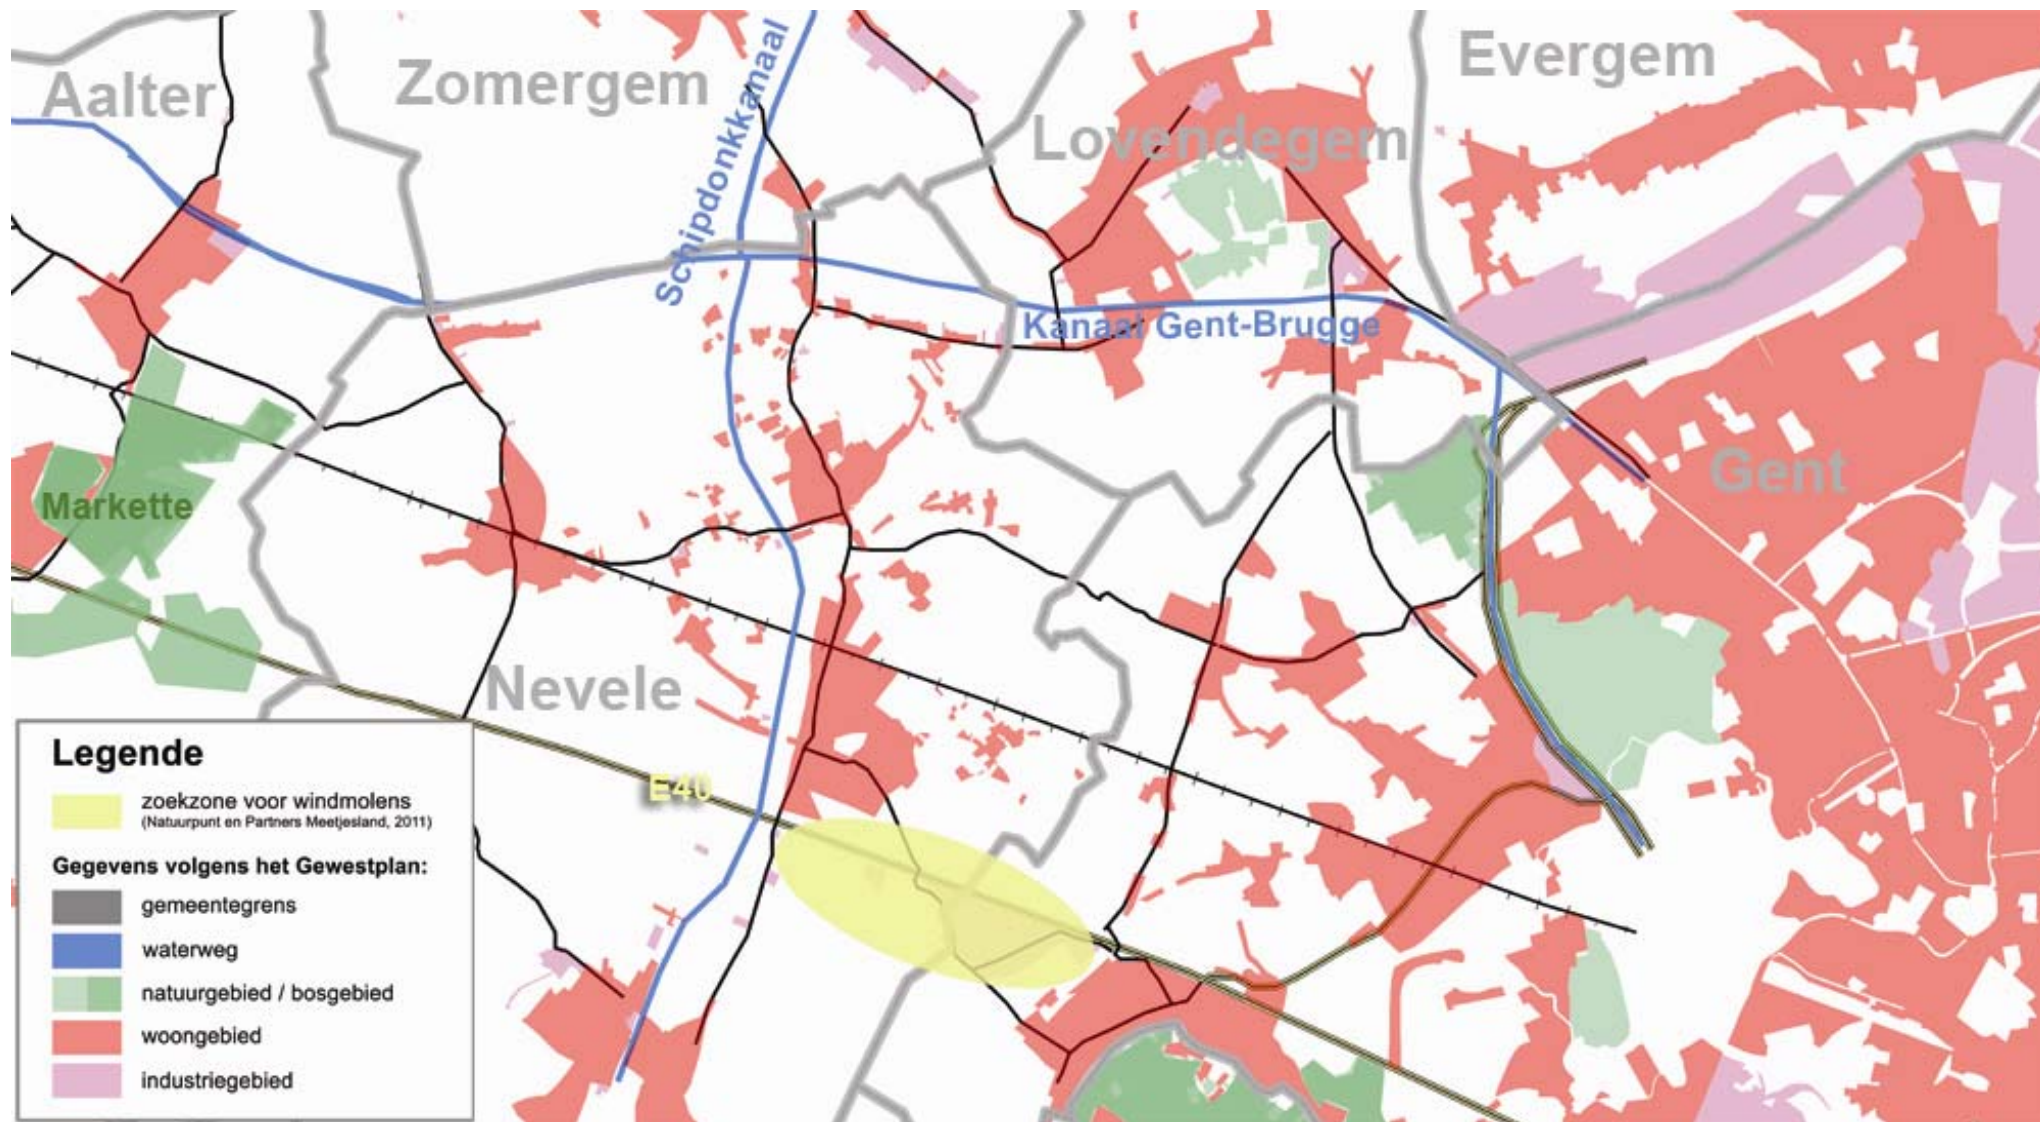 Evergem
Zomergem
Aalter
Lovendegem
Schipdonkkanaal
Kanaal Gent-Brugge
Gent
Markette
Nevele
E40
Legende
zoekzone voor windmolens
(Natuurpunt en Partners Meetjesland, 2011)
Gegevens volgens het Gewestplan:
gemeentegrens
waterweg
natuurgebied / bosgebied
woongebied
industriegebied